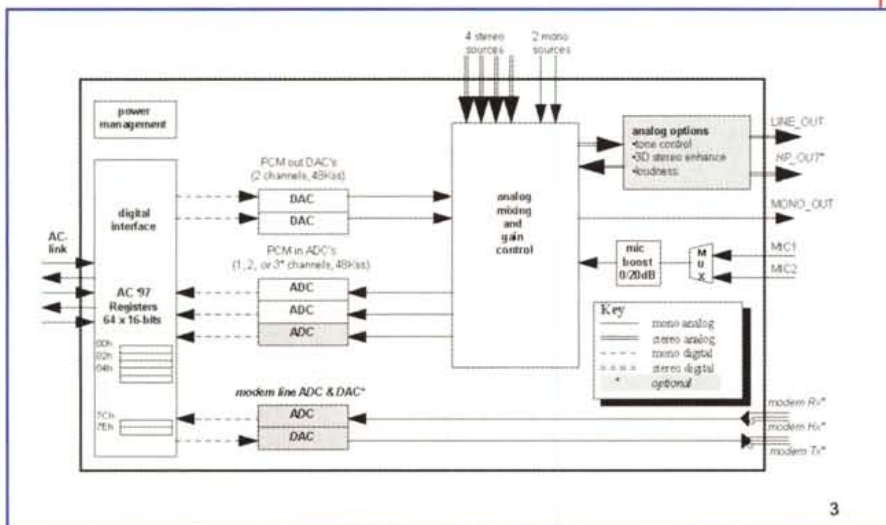 4 stereo
sources
2 mono
sources
power
management
digital
interface
AC-
link
AC '97
Registers
64 x 16-bits
00h
02h
04h
7Ch
7Eh
PCM out DAC's
(2 channels, 48Kss)
DAC
DAC
PCM in ADC's
(1, 2, or 3* channels, 48Kss)
ADC
ADC
ADC
modem line ADC & DAC*
ADC
DAC
analog
mixing
and
gain
control
analog options
•tone control
•3D stereo enhance
•loudness
LINE_OUT
HP_OUT*
MONO_OUT
mic
boost
0/20dB
M
U
X
MIC1
MIC2
Key
mono analog
stereo analog
mono digital
stereo digital
* optional
modem Rx*
modem Hx*
modem Tx*
3